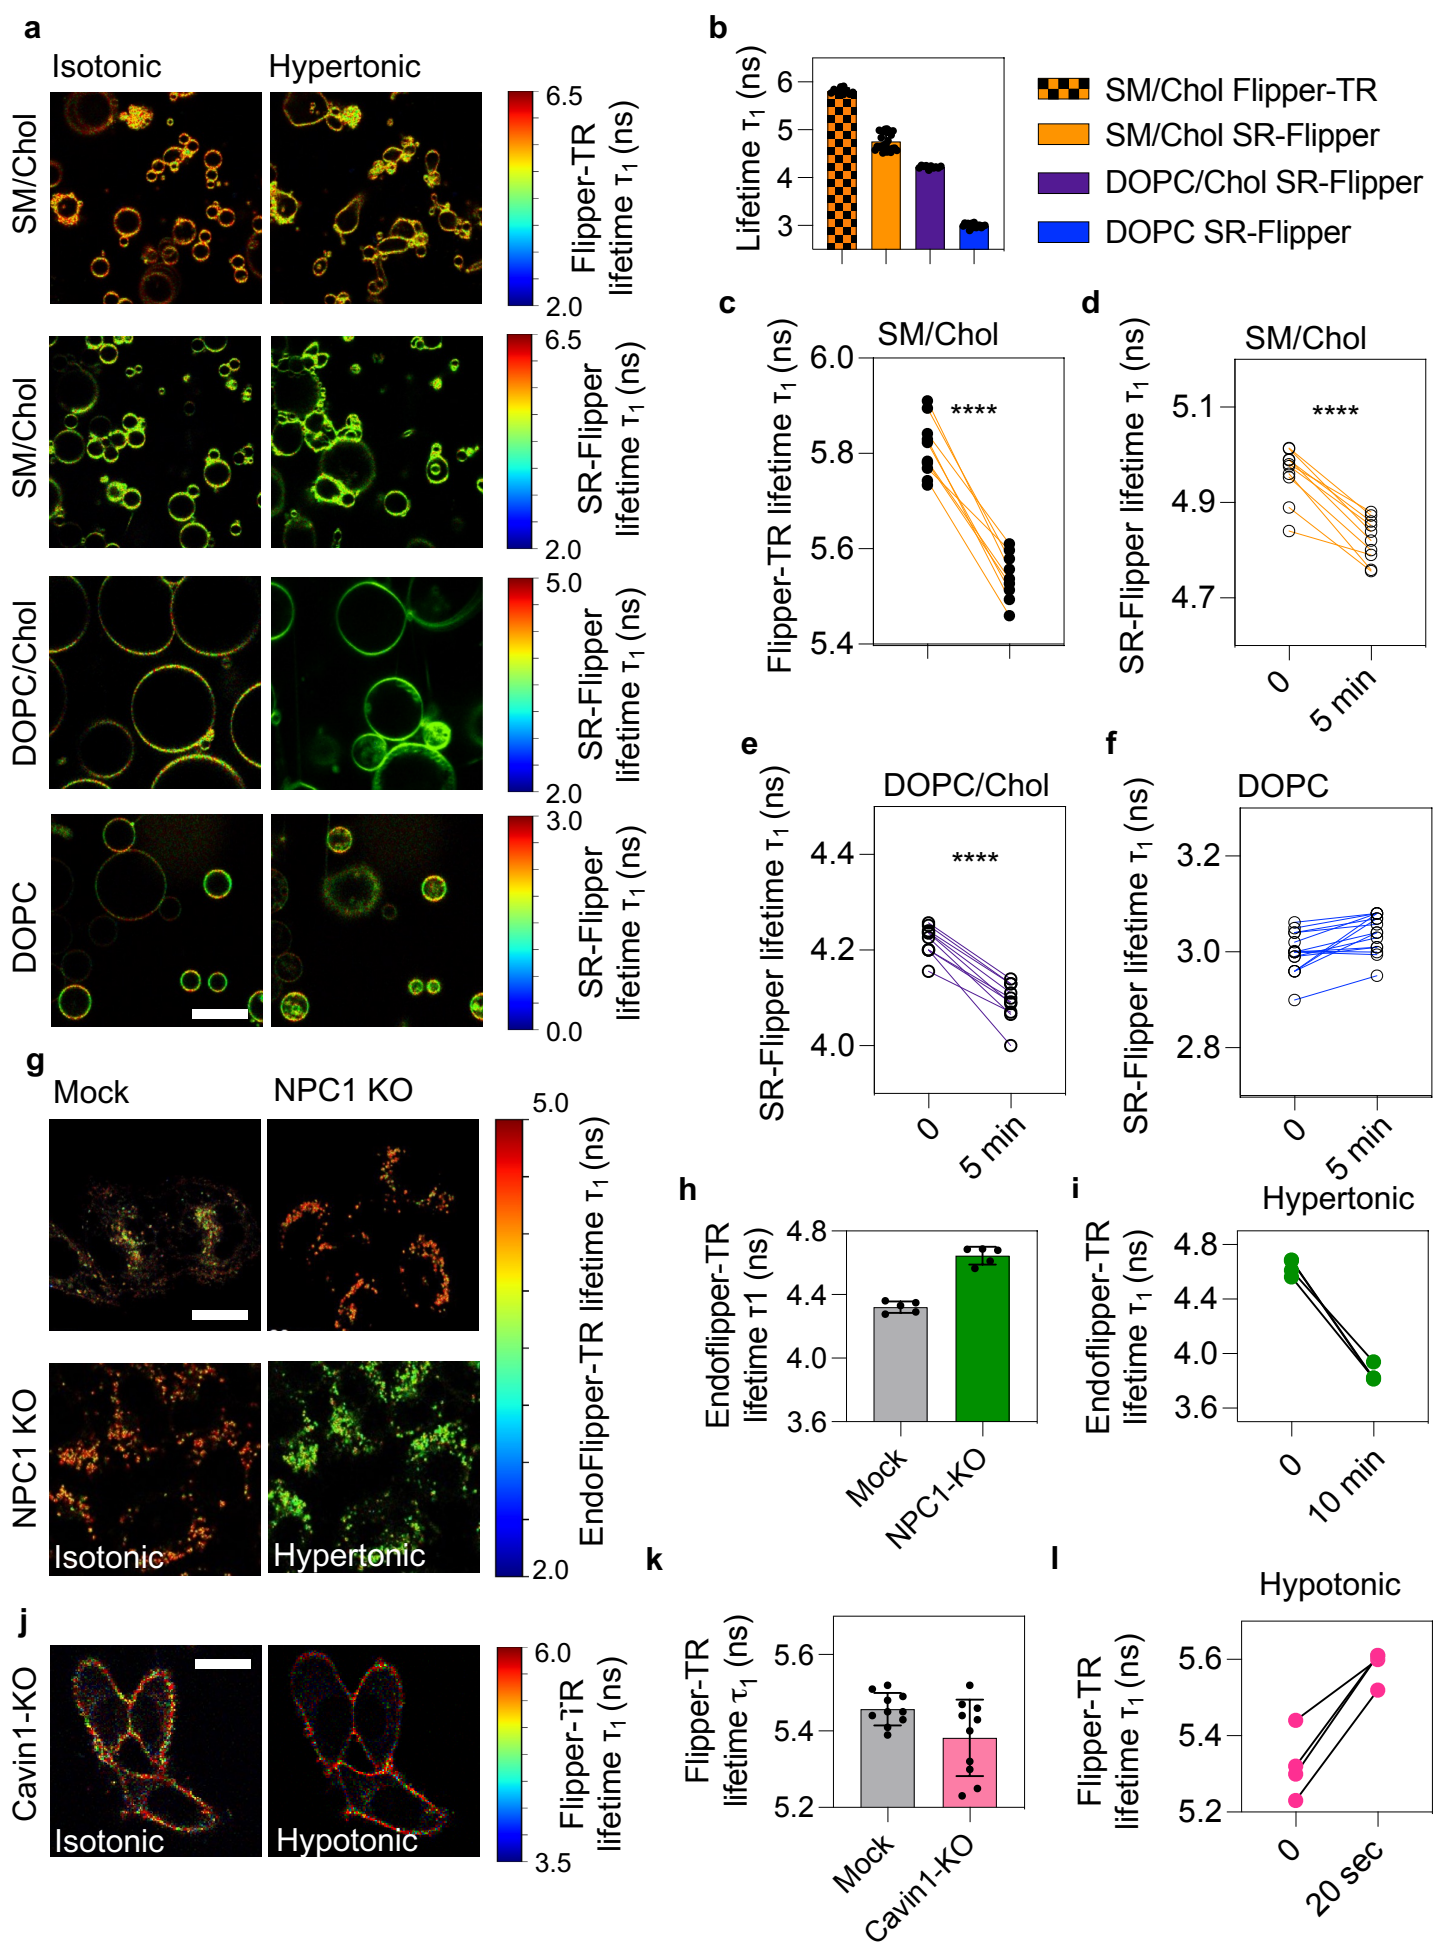 a
Isotonic
Hypertonic
SM/Chol
6.5
Flipper-TR
lifetime τ1 (ns)
2.0
SM/Chol
6.5
SR-Flipper
lifetime τ1 (ns)
2.0
DOPC/Chol
5.0
SR-Flipper
lifetime τ1 (ns)
2.0
DOPC
3.0
SR-Flipper
lifetime τ1 (ns)
0.0
b
Lifetime τ1 (ns)
6
5
4
3
SM/Chol Flipper-TR
SM/Chol SR-Flipper
DOPC/Chol SR-Flipper
DOPC SR-Flipper
c
SM/Chol
Flipper-TR lifetime τ1 (ns)
6.0
5.8
5.6
5.4
****
d
SM/Chol
SR-Flipper lifetime τ1 (ns)
5.1
4.9
4.7
****
0
5 min
e
DOPC/Chol
SR-Flipper lifetime τ1 (ns)
4.4
4.2
4.0
****
0
5 min
f
DOPC
SR-Flipper lifetime τ1 (ns)
3.2
3.0
2.8
0
5 min
g
Mock
NPC1 KO
5.0
EndoFlipper-TR lifetime τ1 (ns)
2.0
NPC1 KO
Isotonic
Hypertonic
h
Endoflipper-TR
lifetime τ1 (ns)
4.8
4.4
4.0
3.6
Mock
NPC1-KO
i
Hypertonic
Endoflipper-TR
lifetime τ1 (ns)
4.8
4.4
4.0
3.6
0
10 min
j
Cavin1-KO
Isotonic
Hypotonic
6.0
Flipper-TR
lifetime τ1 (ns)
3.5
k
Flipper-TR
lifetime τ1 (ns)
5.6
5.4
5.2
Mock
Cavin1-KO
l
Hypotonic
Flipper-TR
lifetime τ1 (ns)
5.6
5.4
5.2
0
20 sec